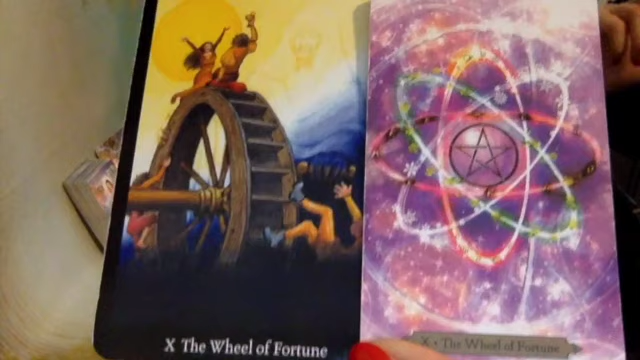 X The Wheel of Fortune
X • The Wheel of Fortune